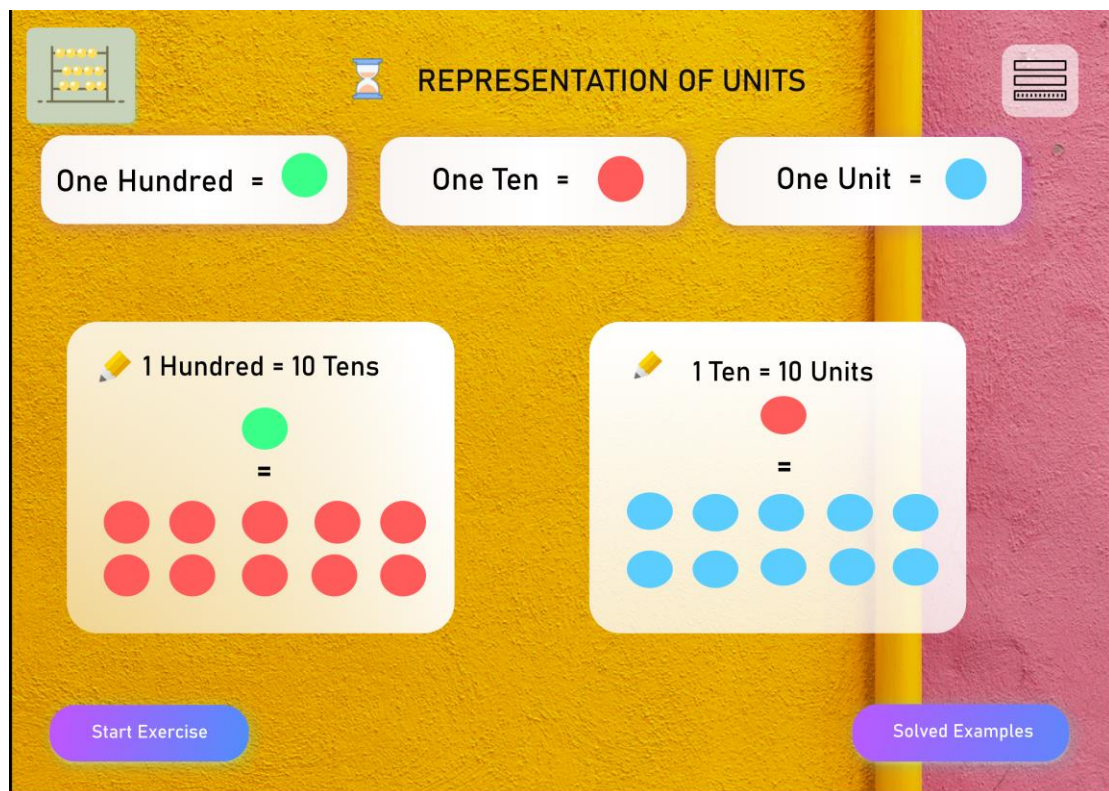 REPRESENTATION OF UNITS
One Hundred =
One Ten =
One Unit =
1 Hundred = 10 Tens
=
1 Ten = 10 Units
=
Start Exercise
Solved Examples